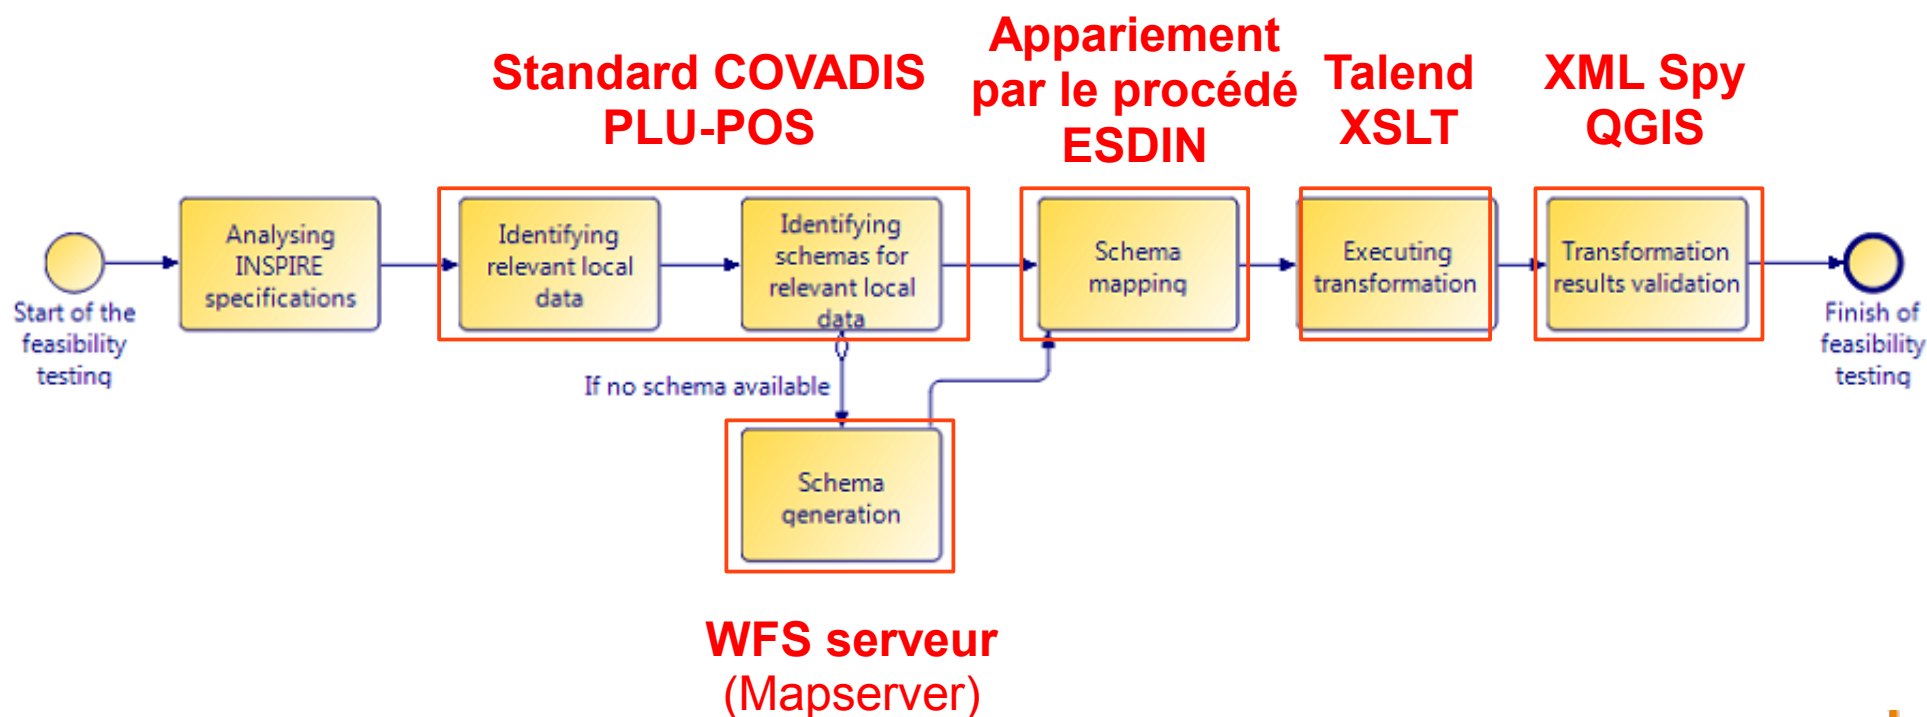 Standard COVADIS
PLU-POS
Appariement
par le procédé
ESDIN
Talend
XSLT
XML Spy
QGIS
Start of the
feasibility
testing
Analysing
INSPIRE
specifications
Identifying
relevant local
data
Identifying
schemas for
relevant local
data
Schema
mapping
Executing
transformation
Transformation
results validation
Finish of
feasibility
testing
If no schema available
Schema
generation
WFS serveur
(Mapserver)